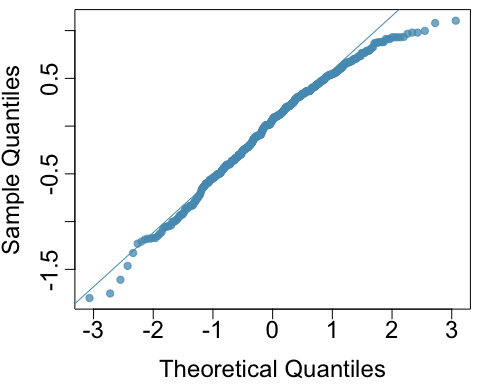 Sample Quantiles
0.5
-0.5
-1.5
-3 -2 -1 0 1 2 3
Theoretical Quantiles